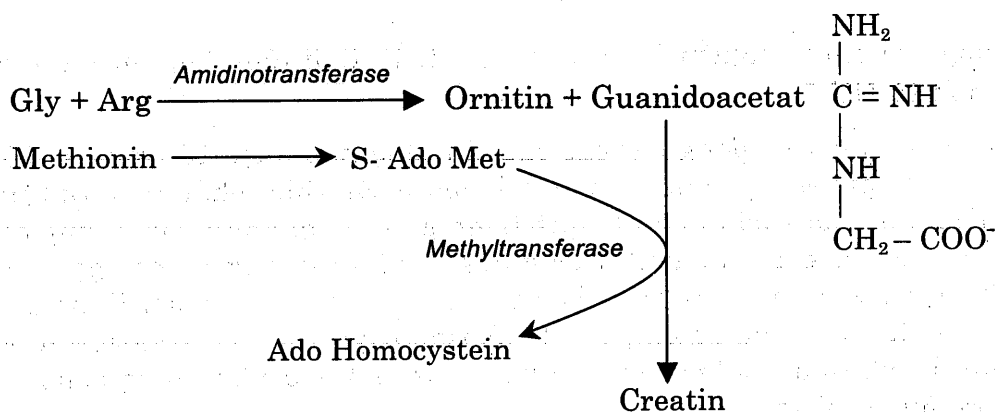 NH₂
Amidinotransferase
Gly + Arg Ornitin + Guanidoacetat C = NH
Methionin S- Ado Met
NH
CH₂ – COO⁻
Methyltransferase
Ado Homocystein
Creatin